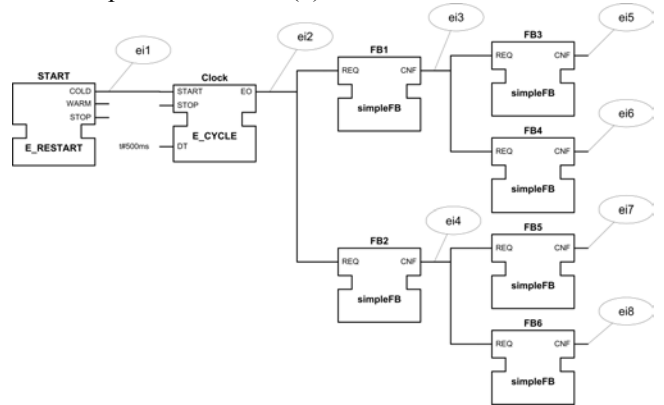 ei1
ei2
ei3
ei5
START
COLD
WARM
STOP
E_RESTART
Clock
START EO
STOP
E_CYCLE
t#500ms DT
FB1
REQ CNF
simpleFB
FB3
REQ CNF
simpleFB
ei6
FB4
REQ CNF
simpleFB
ei4
ei7
FB2
REQ CNF
simpleFB
FB5
REQ CNF
simpleFB
ei8
FB6
REQ CNF
simpleFB